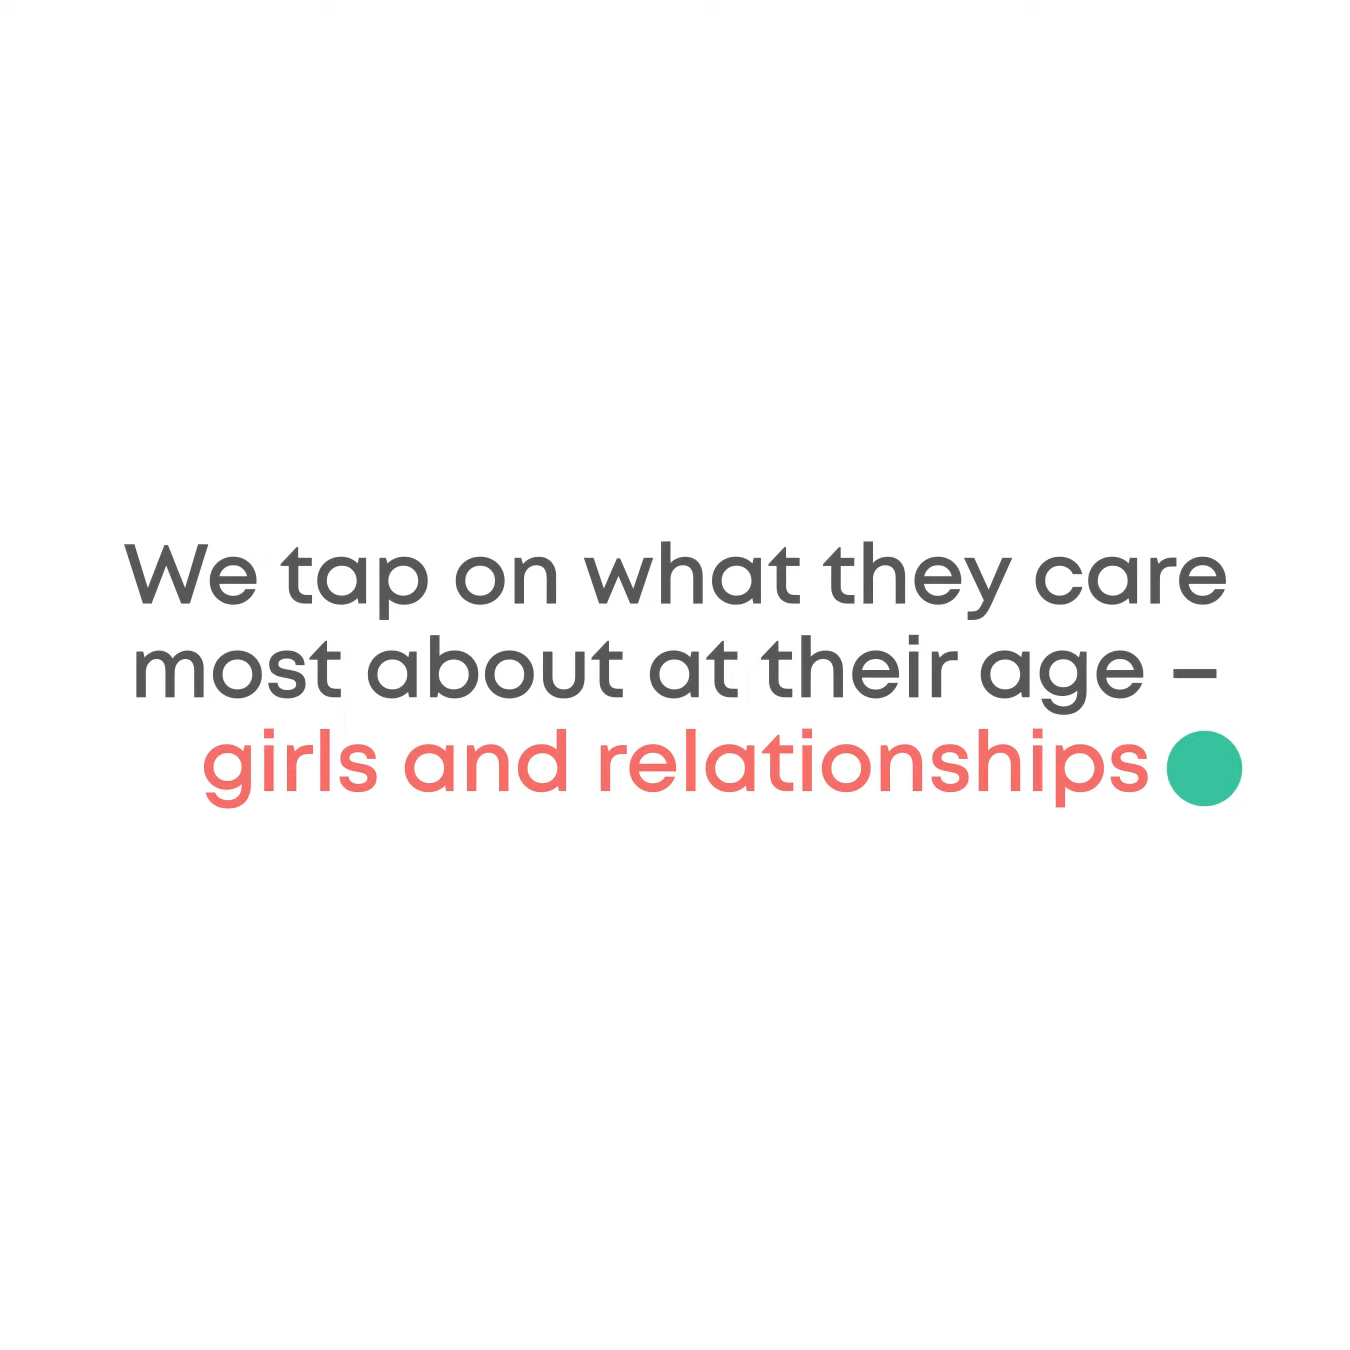 We tap on what they care
most about at their age –
girls and relationships